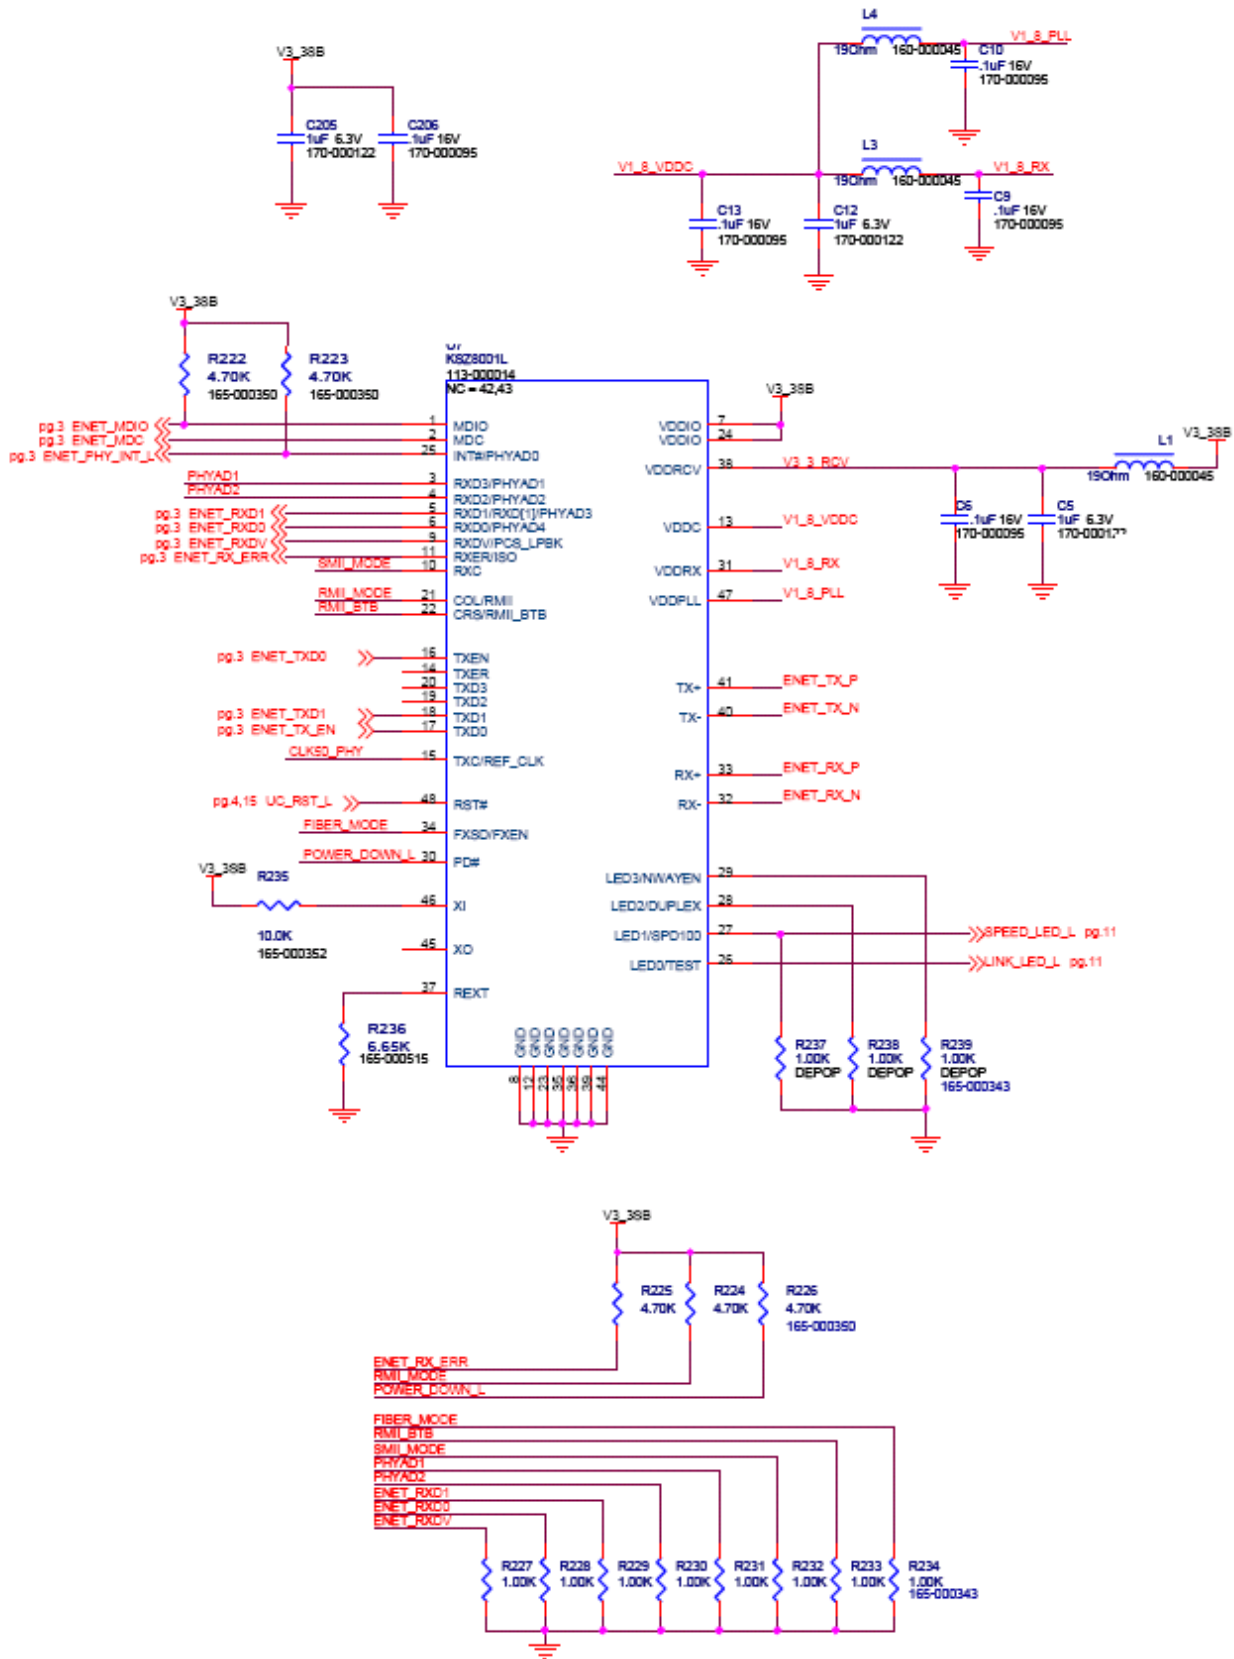 L4
V1_8_PLL
19Ohm 160-000045 C10
.1uF 16V
170-000095
V3_3SB
C205
1uF 6.3V
170-000122
C206
.1uF 16V
170-000095
L3
V1_8_VDDC
V1_8_RX
19Ohm 160-000045
C9
.1uF 16V
170-000095
C13
.1uF 16V
170-000095
C12
1uF 6.3V
170-000122
V3_3SB
R222
4.70K
165-000350
R223
4.70K
165-000350
KSZ8001L
113-000014
NC = 42,43
V3_3SB
pg.3 ENET_MDIO 1 MDIO
pg.3 ENET_MDC 2 MDC
pg.3 ENET_PHY_INT_L 25 INT#/PHYAD0
PHYAD1 3 RXD3/PHYAD1
PHYAD2 4 RXD2/PHYAD2
pg.3 ENET_RXD1 5 RXD1/RXD[1]/PHYAD3
pg.3 ENET_RXD0 6 RXD0/PHYAD4
pg.3 ENET_RXDV 9 RXDV/PCS_LPBK
pg.3 ENET_RX_ERR 11 RXER/ISO
SMII_MODE 10 RXC
RMII_MODE 21 COL/RMII
RMII_BTB 22 CRS/RMII_BTB
pg.3 ENET_TXD0 16 TXEN
14 TXER
20 TXD3
19 TXD2
pg.3 ENET_TXD1 18 TXD1
pg.3 ENET_TX_EN 17 TXD0
CLK50_PHY 15 TXC/REF_CLK
pg.4,15 UC_RST_L 48 RST#
FIBER_MODE 34 FXSD/FXEN
POWER_DOWN_L 30 PD#
V3_3SB
R235
10.0K
165-000352
46 XI
45 XO
37 REXT
R236
6.65K
165-000515
VDDIO 7
VDDIO 24
VDDRCV 38 V3_3_RCV
L1
V3_3SB
19Ohm 160-000045
C6
.1uF 16V
170-000095
C5
1uF 6.3V
VDDC 13 V1_8_VDDC
VDDRX 31 V1_8_RX
VDDPLL 47 V1_8_PLL
TX+ 41 ENET_TX_P
TX- 40 ENET_TX_N
RX+ 33 ENET_RX_P
RX- 32 ENET_RX_N
LED3/NWAYEN 29
LED2/DUPLEX 28
LED1/SPD100 27 SPEED_LED_L pg.11
LED0/TEST 26 LINK_LED_L pg.11
GND GND GND GND GND GND GND
8 12 23 35 36 39 44
R237
1.00K
DEPOP
R238
1.00K
DEPOP
R239
1.00K
DEPOP
165-000343
V3_3SB
R225
4.70K
R224
4.70K
R226
4.70K
165-000350
ENET_RX_ERR
RMII_MODE
POWER_DOWN_L
FIBER_MODE
RMII_BTB
SMII_MODE
PHYAD1
PHYAD2
ENET_RXD1
ENET_RXD0
ENET_RXDV
R227 R228 R229 R230 R231 R232 R233 R234
1.00K 1.00K 1.00K 1.00K 1.00K 1.00K 1.00K 1.00K
165-000343